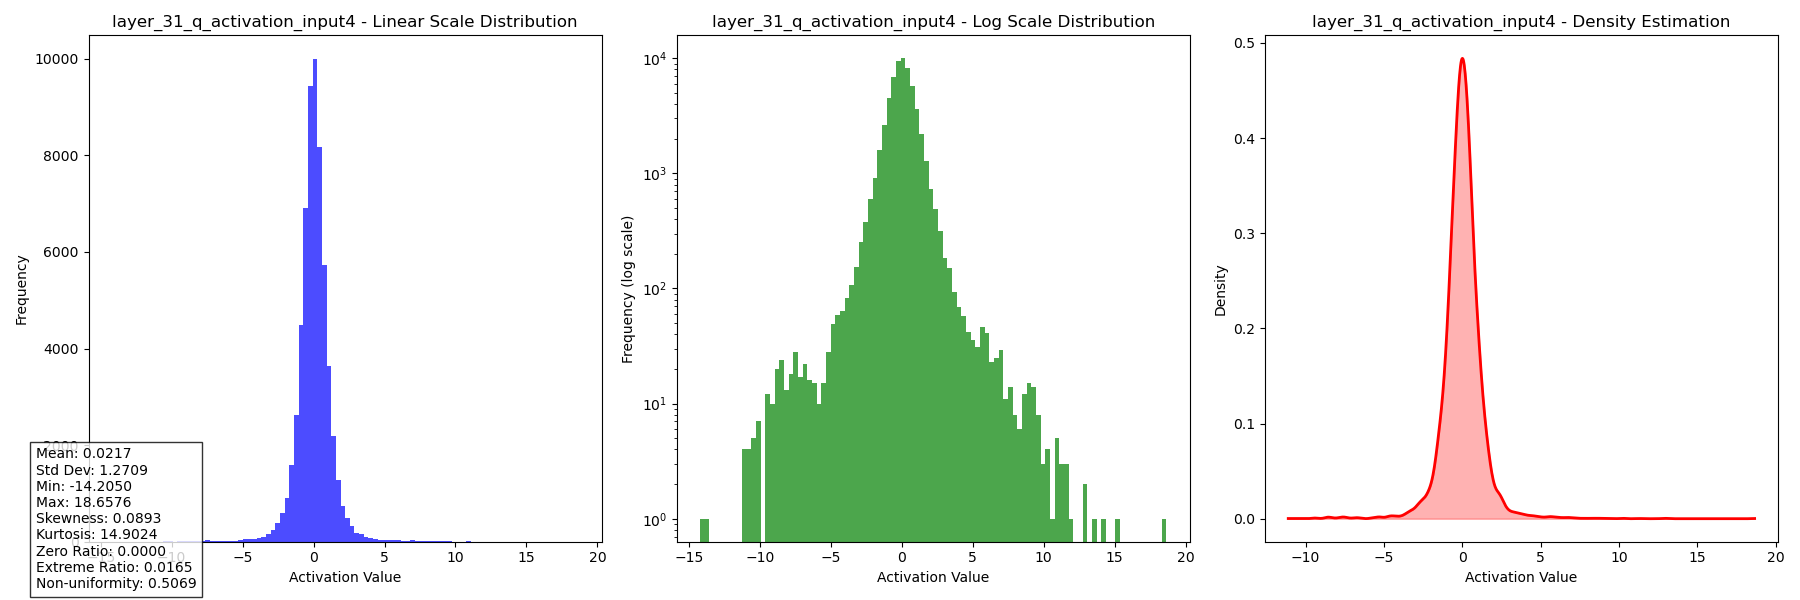 layer_31_q_activation_input4 - Linear Scale Distribution
10000
8000
6000
4000
2000
Frequency
−10
−5
0
5
10
15
20
Activation Value
Mean: 0.0217
Std Dev: 1.2709
Min: -14.2050
Max: 18.6576
Skewness: 0.0893
Kurtosis: 14.9024
Zero Ratio: 0.0000
Extreme Ratio: 0.0165
Non-uniformity: 0.5069
layer_31_q_activation_input4 - Log Scale Distribution
10⁴
10³
10²
10¹
10⁰
Frequency (log scale)
−15
−10
−5
0
5
10
15
20
Activation Value
layer_31_q_activation_input4 - Density Estimation
0.5
0.4
0.3
0.2
0.1
0.0
Density
−10
−5
0
5
10
15
20
Activation Value